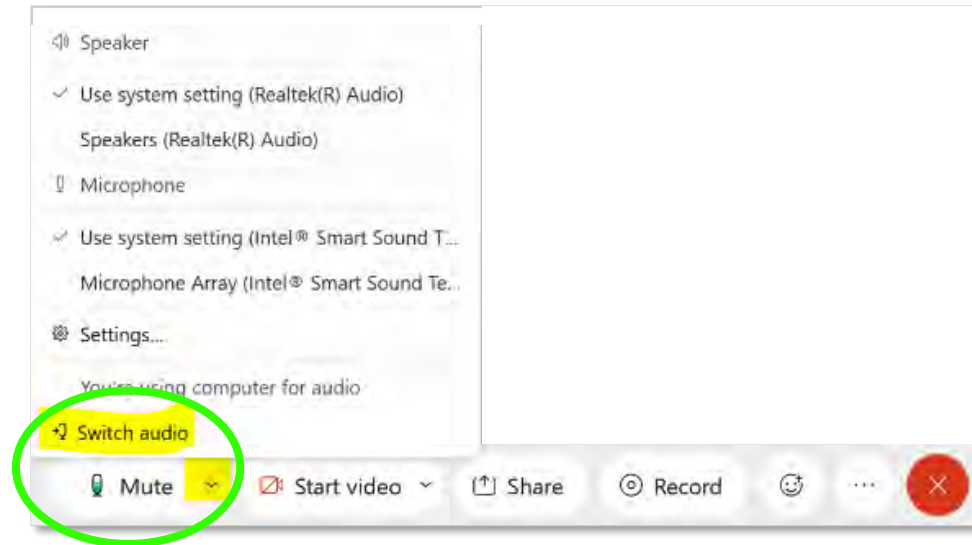 Speaker
Use system setting (Realtek(R) Audio)
Speakers (Realtek(R) Audio)
Microphone
Use system setting (Intel® Smart Sound T...
Microphone Array (Intel® Smart Sound Te...
Settings...
You're using computer for audio
Switch audio
Mute Start video Share Record ...